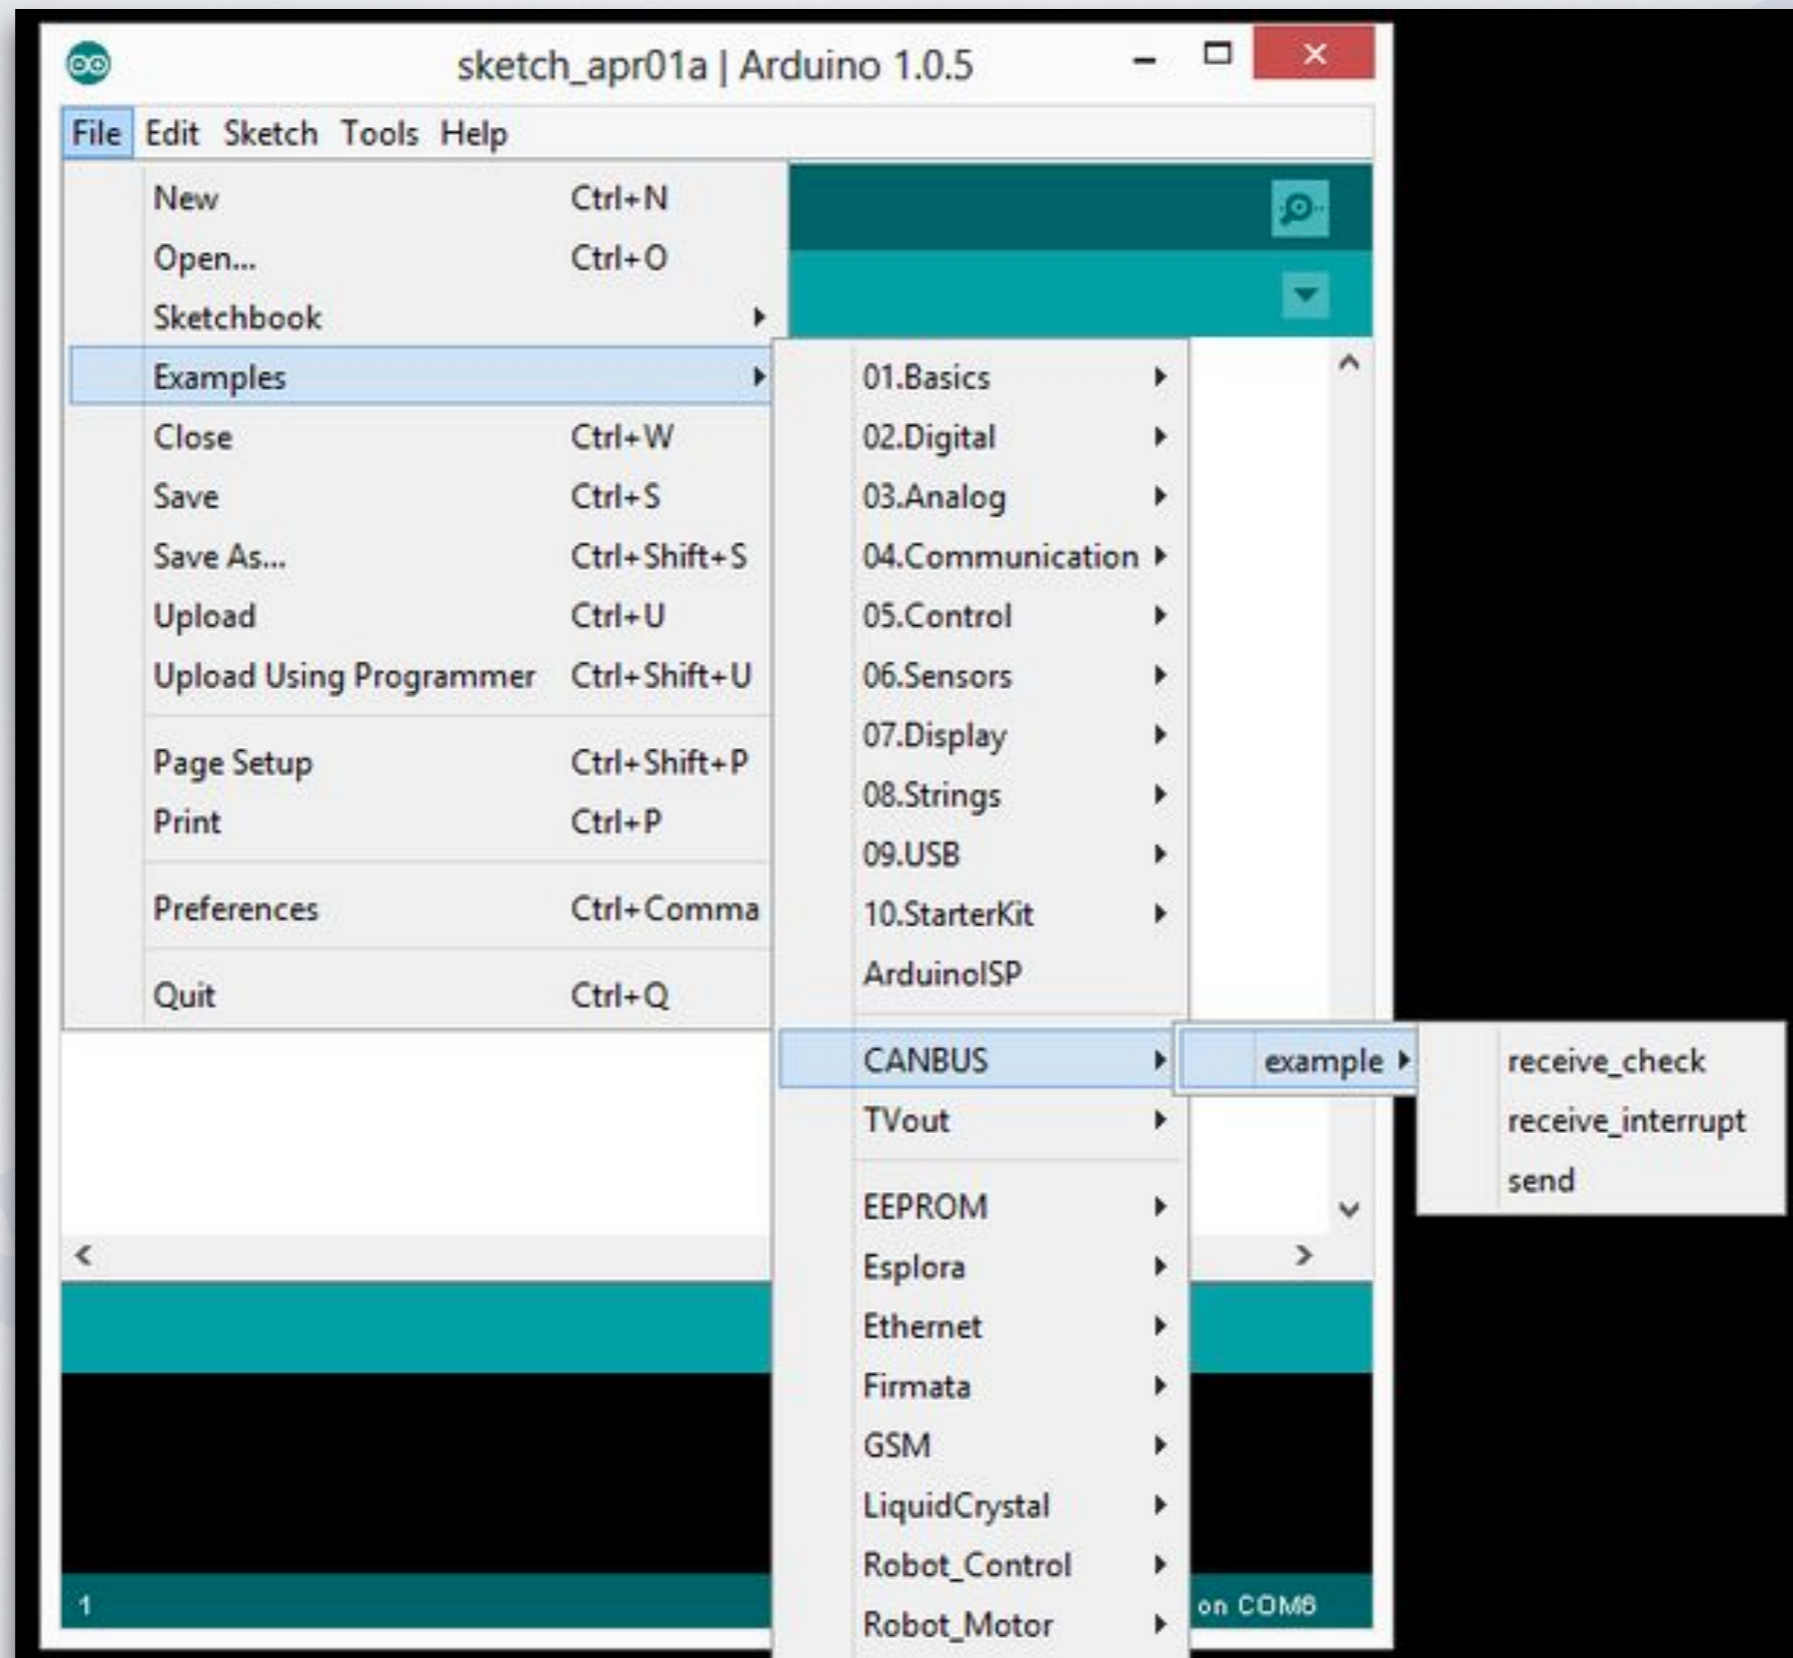 sketch_apr01a | Arduino 1.0.5
File Edit Sketch Tools Help
New Ctrl+N
Open... Ctrl+O
Sketchbook
Examples
Close Ctrl+W
Save Ctrl+S
Save As... Ctrl+Shift+S
Upload Ctrl+U
Upload Using Programmer Ctrl+Shift+U
Page Setup Ctrl+Shift+P
Print Ctrl+P
Preferences Ctrl+Comma
Quit Ctrl+Q
01.Basics
02.Digital
03.Analog
04.Communication
05.Control
06.Sensors
07.Display
08.Strings
09.USB
10.StarterKit
ArduinoISP
CANBUS
TVout
EEPROM
Esplora
Ethernet
Firmata
GSM
LiquidCrystal
Robot_Control
Robot_Motor
example
receive_check
receive_interrupt
send
1
on COM6